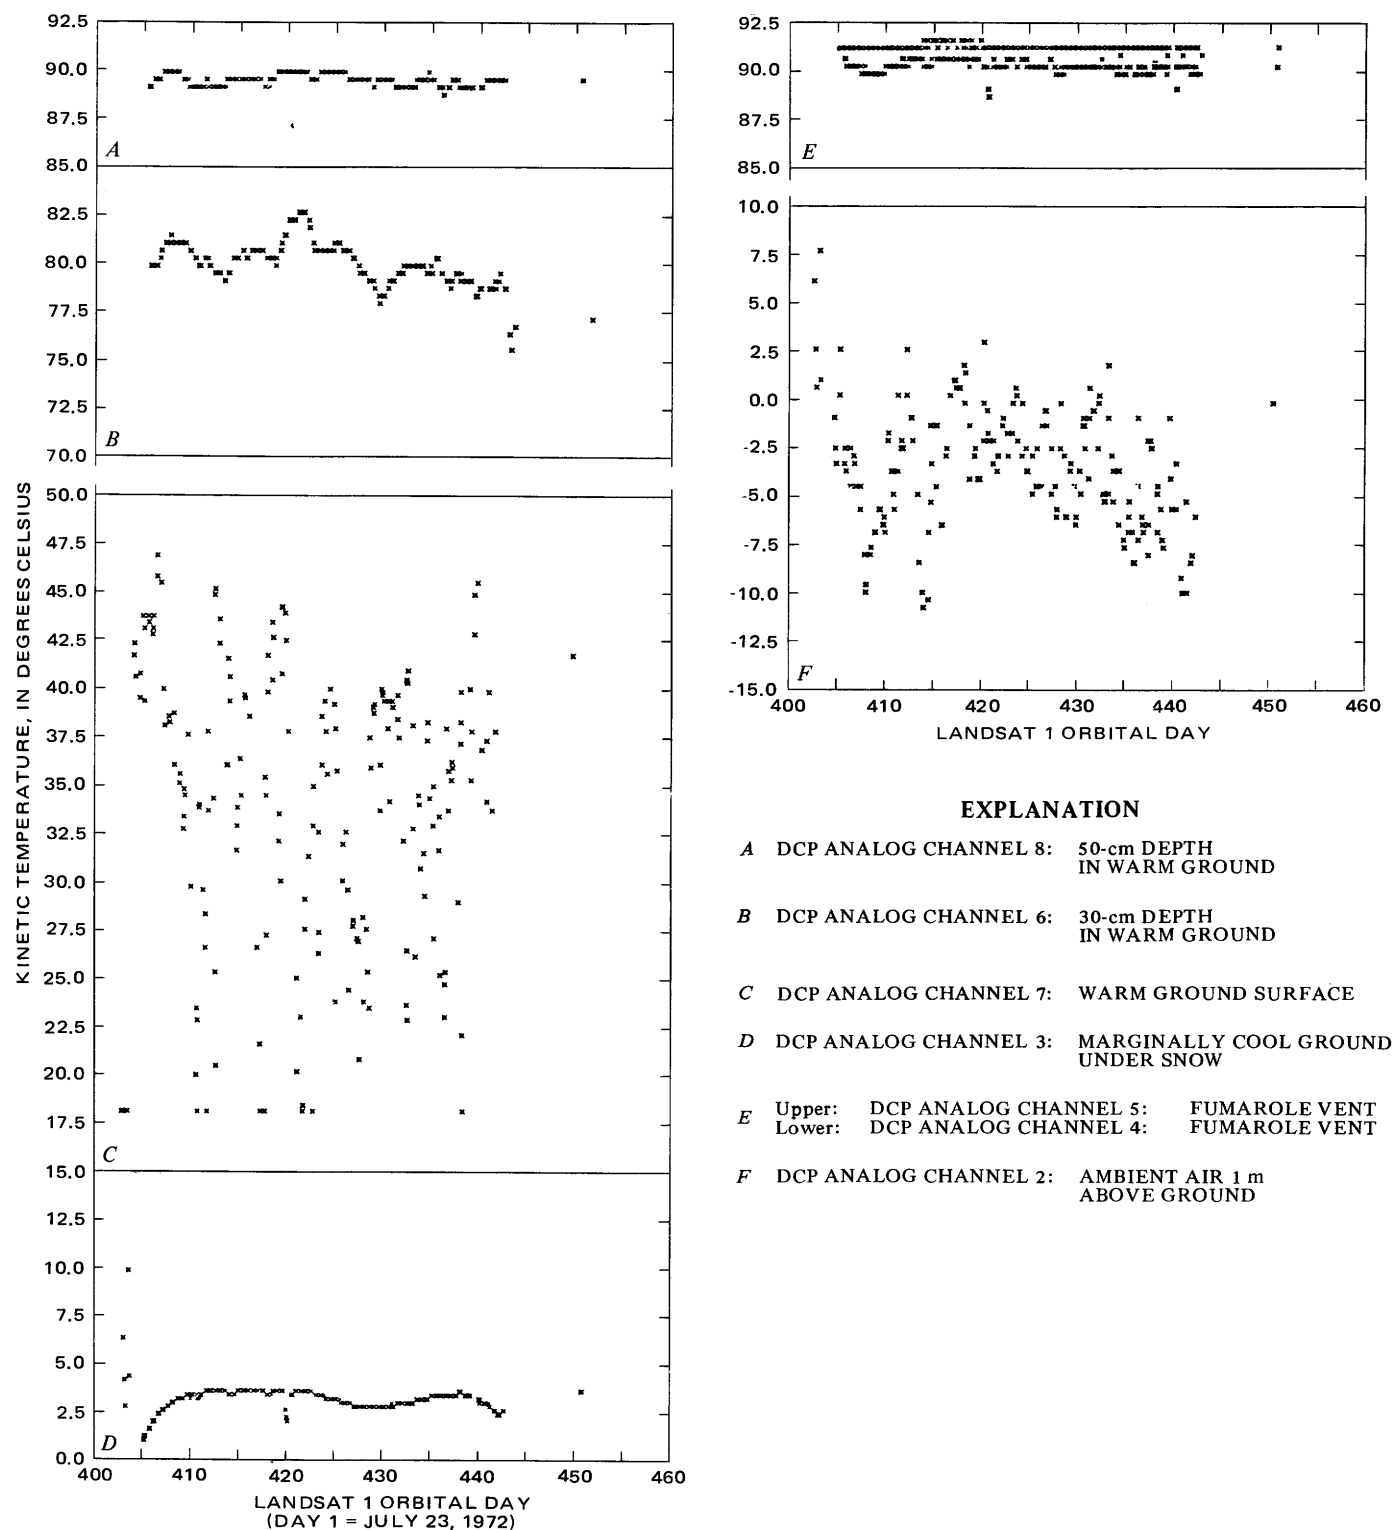 92.5
90.0
87.5
85.0
A
82.5
80.0
77.5
75.0
72.5
70.0
B
KINETIC TEMPERATURE, IN DEGREES CELSIUS
50.0
47.5
45.0
42.5
40.0
37.5
35.0
32.5
30.0
27.5
25.0
22.5
20.0
17.5
15.0
C
12.5
10.0
7.5
5.0
2.5
0.0
D
400 410 420 430 440 450 460
LANDSAT 1 ORBITAL DAY
(DAY 1 = JULY 23, 1972)
92.5
90.0
87.5
85.0
E
10.0
7.5
5.0
2.5
0.0
-2.5
-5.0
-7.5
-10.0
-12.5
-15.0
F
400 410 420 430 440 450 460
LANDSAT 1 ORBITAL DAY
EXPLANATION
A DCP ANALOG CHANNEL 8: 50-cm DEPTH
IN WARM GROUND
B DCP ANALOG CHANNEL 6: 30-cm DEPTH
IN WARM GROUND
C DCP ANALOG CHANNEL 7: WARM GROUND SURFACE
D DCP ANALOG CHANNEL 3: MARGINALLY COOL GROUND
UNDER SNOW
E Upper: DCP ANALOG CHANNEL 5: FUMAROLE VENT
Lower: DCP ANALOG CHANNEL 4: FUMAROLE VENT
F DCP ANALOG CHANNEL 2: AMBIENT AIR 1 m
ABOVE GROUND